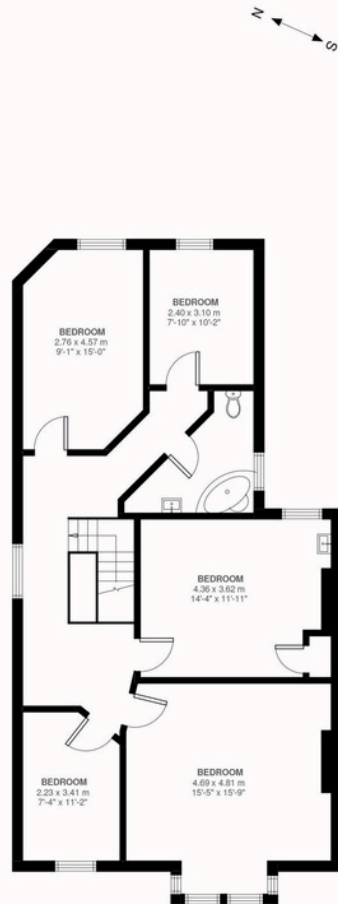 N
S
BEDROOM
2.76 x 4.57 m
9'-1" x 15'-0"
BEDROOM
2.40 x 3.10 m
7'-10" x 10'-2"
BEDROOM
4.36 x 3.62 m
14'-4" x 11'-11"
BEDROOM
2.23 x 3.41 m
7'-4" x 11'-2"
BEDROOM
4.69 x 4.81 m
15'-5" x 15'-9"